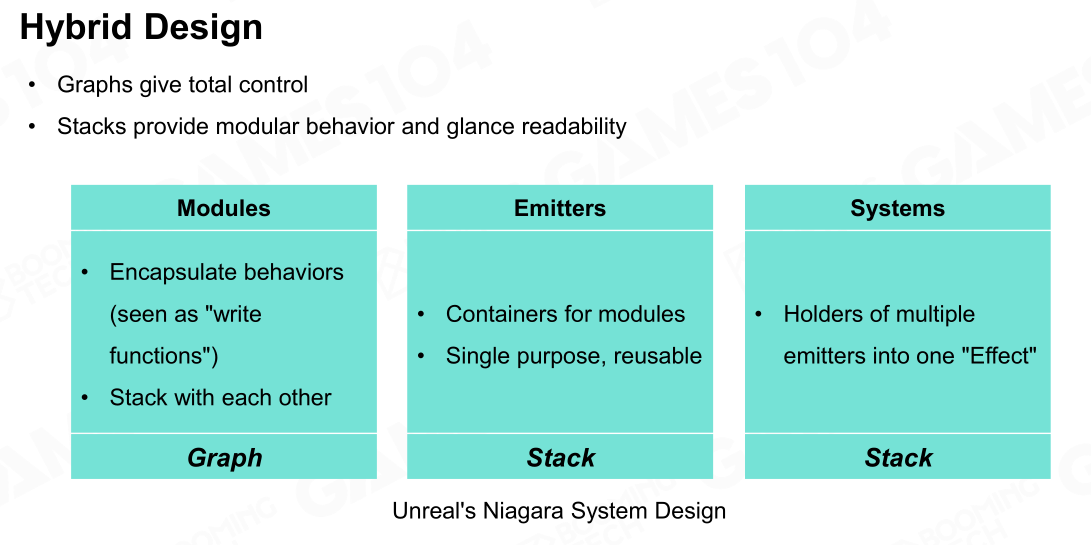 Hybrid Design
• Graphs give total control
• Stacks provide modular behavior and glance readability
Modules
Emitters
Systems
• Encapsulate behaviors
(seen as "write
functions")
• Stack with each other
• Containers for modules
• Single purpose, reusable
• Holders of multiple
emitters into one "Effect"
Graph
Stack
Stack
Unreal's Niagara System Design
GAMES104
BOOMING
TECH